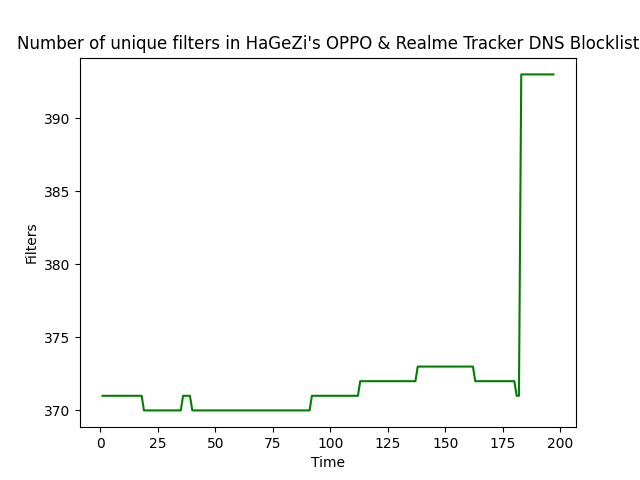 Number of unique filters in HaGeZi's OPPO & Realme Tracker DNS Blocklist
390
385
380
375
370
Filters
0 25 50 75 100 125 150 175 200
Time